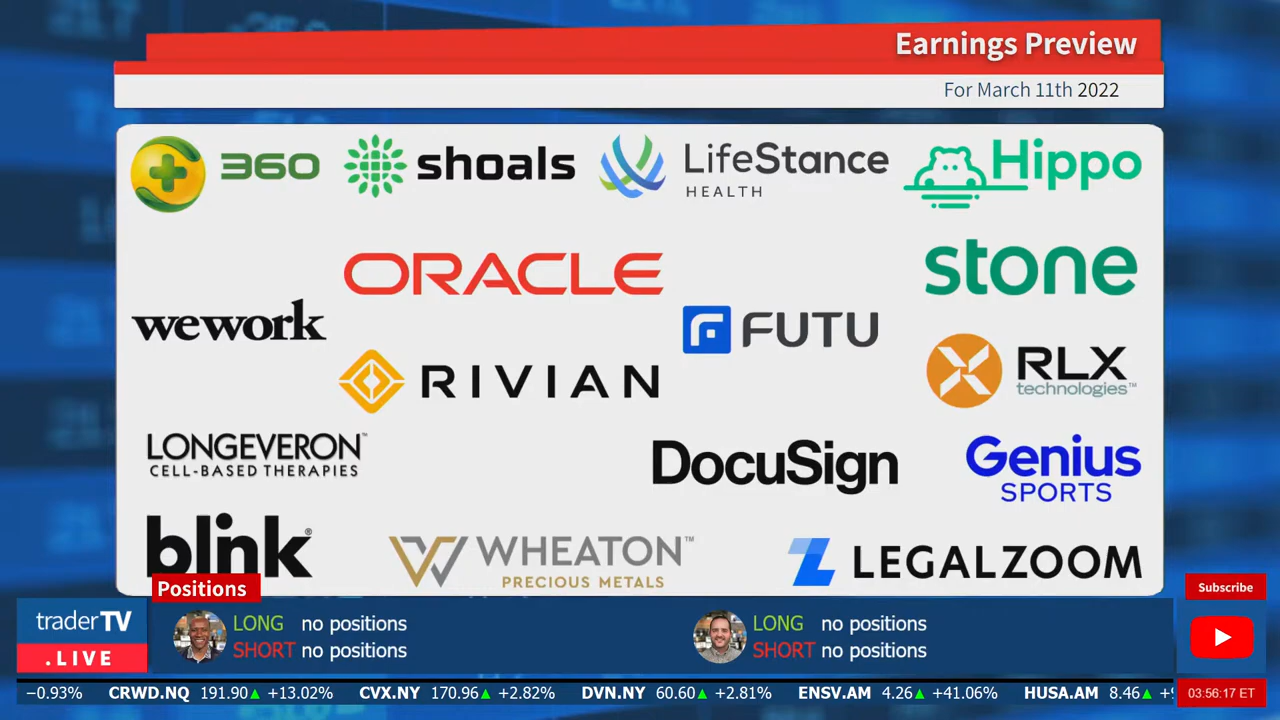 Earnings Preview
For March 11th 2022
360
shoals
LifeStance
HEALTH
Hippo
ORACLE
stone
wework
FUTU
RIVIAN
RLX
technologies™
LONGEVERON™
CELL-BASED THERAPIES
DocuSign
Genius
SPORTS
blink®
WHEATON™
PRECIOUS METALS
LEGALZOOM
Positions
Subscribe
traderTV
.LIVE
LONG no positions
SHORT no positions
LONG no positions
SHORT no positions
−0.93% CRWD.NQ 191.90▲ +13.02% CVX.NY 170.96▲ +2.82% DVN.NY 60.60▲ +2.81% ENSV.AM 4.26▲ +41.06% HUSA.AM 8.46▲
03:56:17 ET